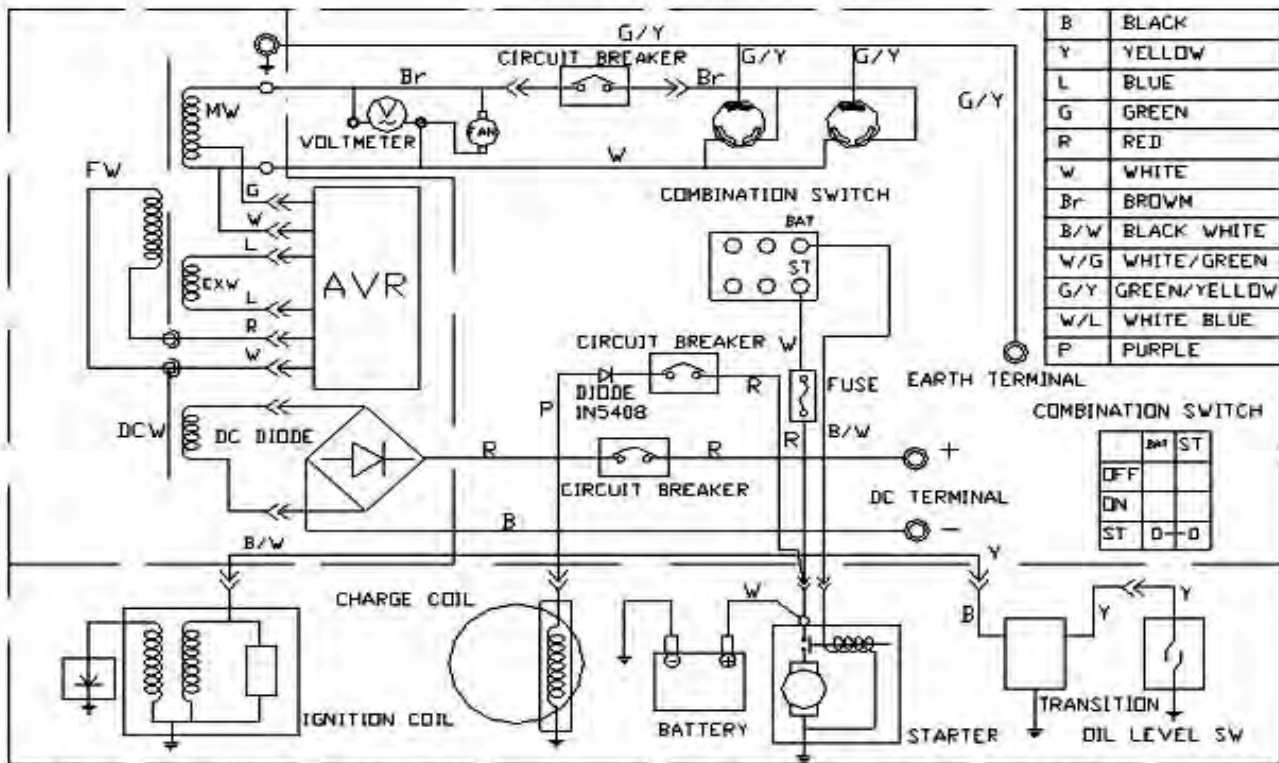 G/Y
CIRCUIT BREAKER
G/Y
G/Y
Br
Br
G/Y
MW
V
VOLTMETER
FAN
W
FW
G
W
L
EXW
L
R
W
AVR
COMBINATION SWITCH
BAT
ST
CIRCUIT BREAKER
W
DIODE
1N5408
R
FUSE
P
R
B/W
EARTH TERMINAL
DCW
DC DIODE
R
R
+
CIRCUIT BREAKER
DC TERMINAL
B
-
B/W
Y
B BLACK
Y YELLOW
L BLUE
G GREEN
R RED
W WHITE
Br BROWM
B/W BLACK WHITE
W/G WHITE/GREEN
G/Y GREEN/YELLOW
W/L WHITE BLUE
P PURPLE
COMBINATION SWITCH
BAT ST
OFF
ON
ST O-O
CHARGE COIL
W
B
Y
Y
IGNITION COIL
BATTERY
STARTER
TRANSITION
OIL LEVEL SW